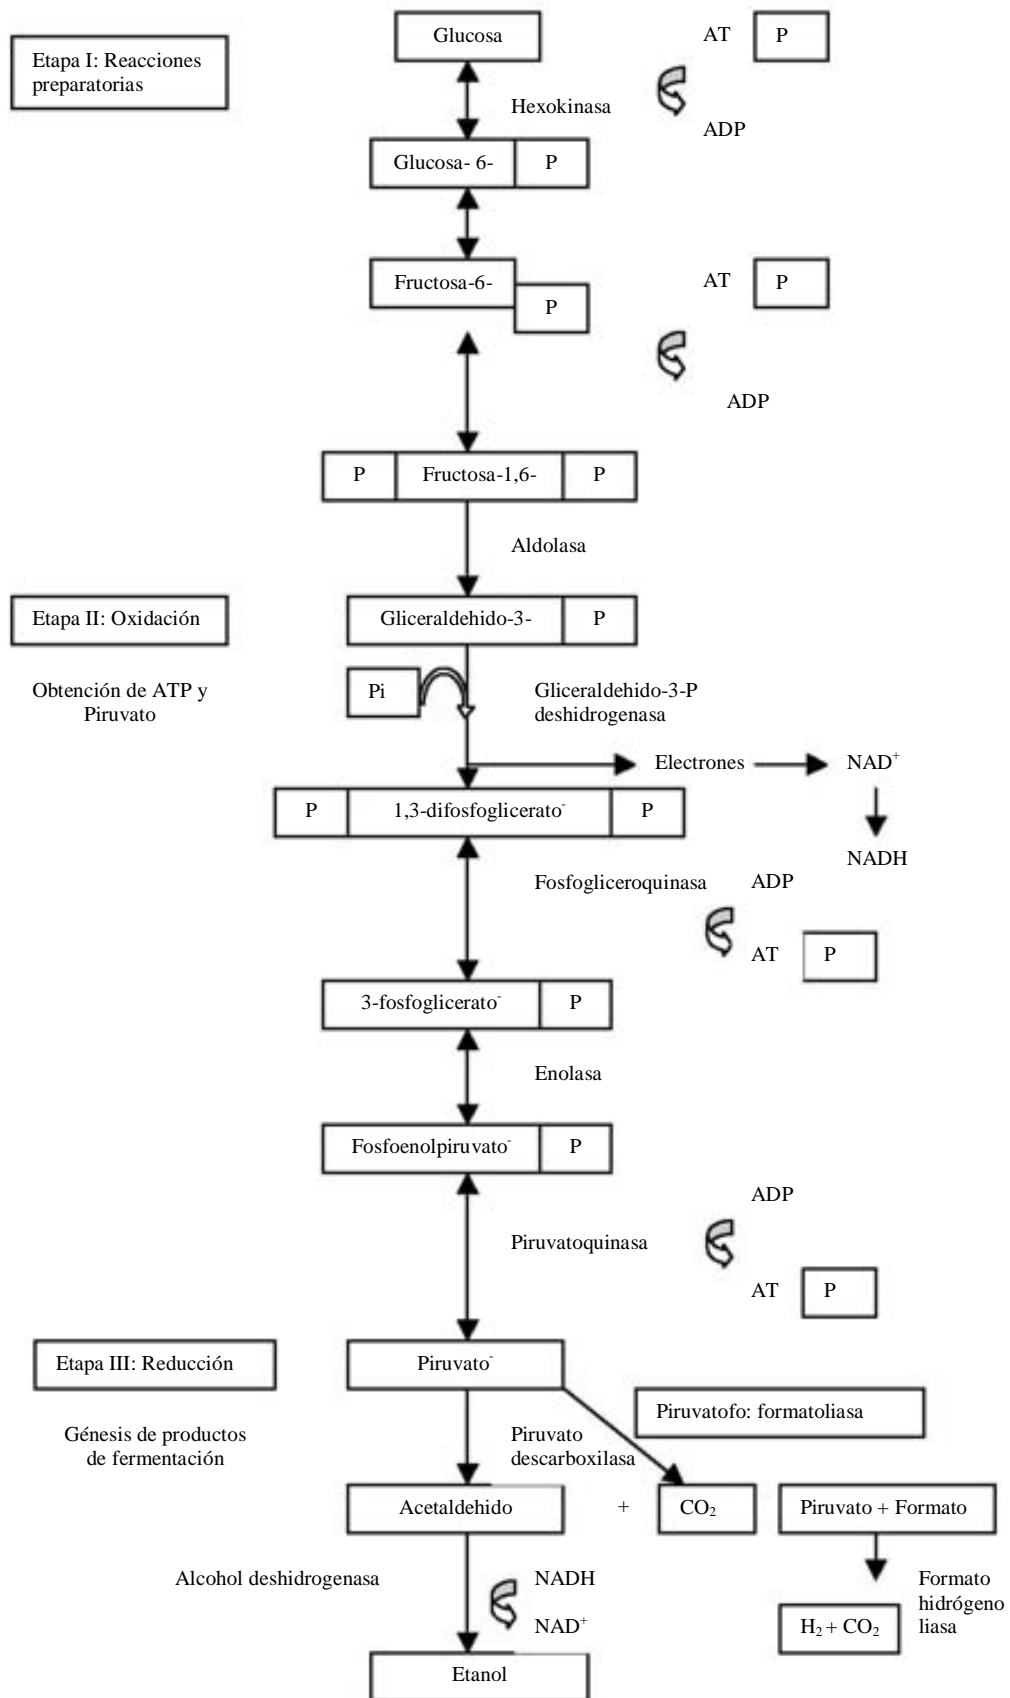 Glucosa
AT P
Etapa I: Reacciones
preparatorias
Hexokinasa
ADP
Glucosa- 6- P
Fructosa-6- P
AT P
ADP
P Fructosa-1,6- P
Aldolasa
Etapa II: Oxidación
Gliceraldehido-3- P
Obtención de ATP y
Piruvato
Pi
Gliceraldehido-3-P
deshidrogenasa
Electrones
NAD⁺
P 1,3-difosfoglicerato⁻ P
NADH
Fosfogliceroquinasa
ADP
AT P
3-fosfoglicerato⁻ P
Enolasa
Fosfoenolpiruvato⁻ P
ADP
Piruvatoquinasa
AT P
Etapa III: Reducción
Piruvato⁻
Piruvatofo: formatoliasa
Génesis de productos
de fermentación
Piruvato
descarboxilasa
Acetaldehido + CO₂
Piruvato + Formato
Alcohol deshidrogenasa
NADH
NAD⁺
Formato
hidrógeno
liasa
H₂ + CO₂
Etanol